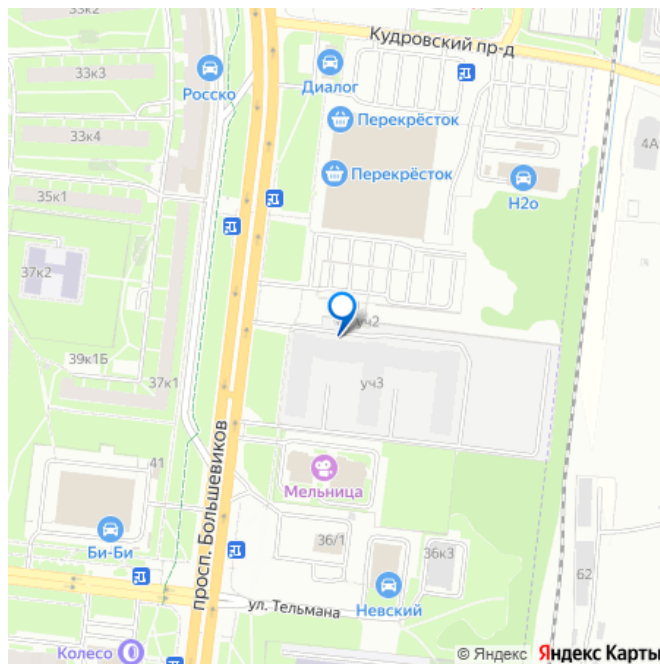 33к2
Кудровский пр-д
33к3
Росско
Диалог
Перекрёсток
33к4
4А
Перекрёсток
35к1
Н2о
37к2
уч2
39к1Б
37к1
уч3
просп. Большевиков
41
Мельница
Би-Би
36/1
36к3
62
ул. Тельмана
Невский
Колесо
© Яндекс Яндекс Карты